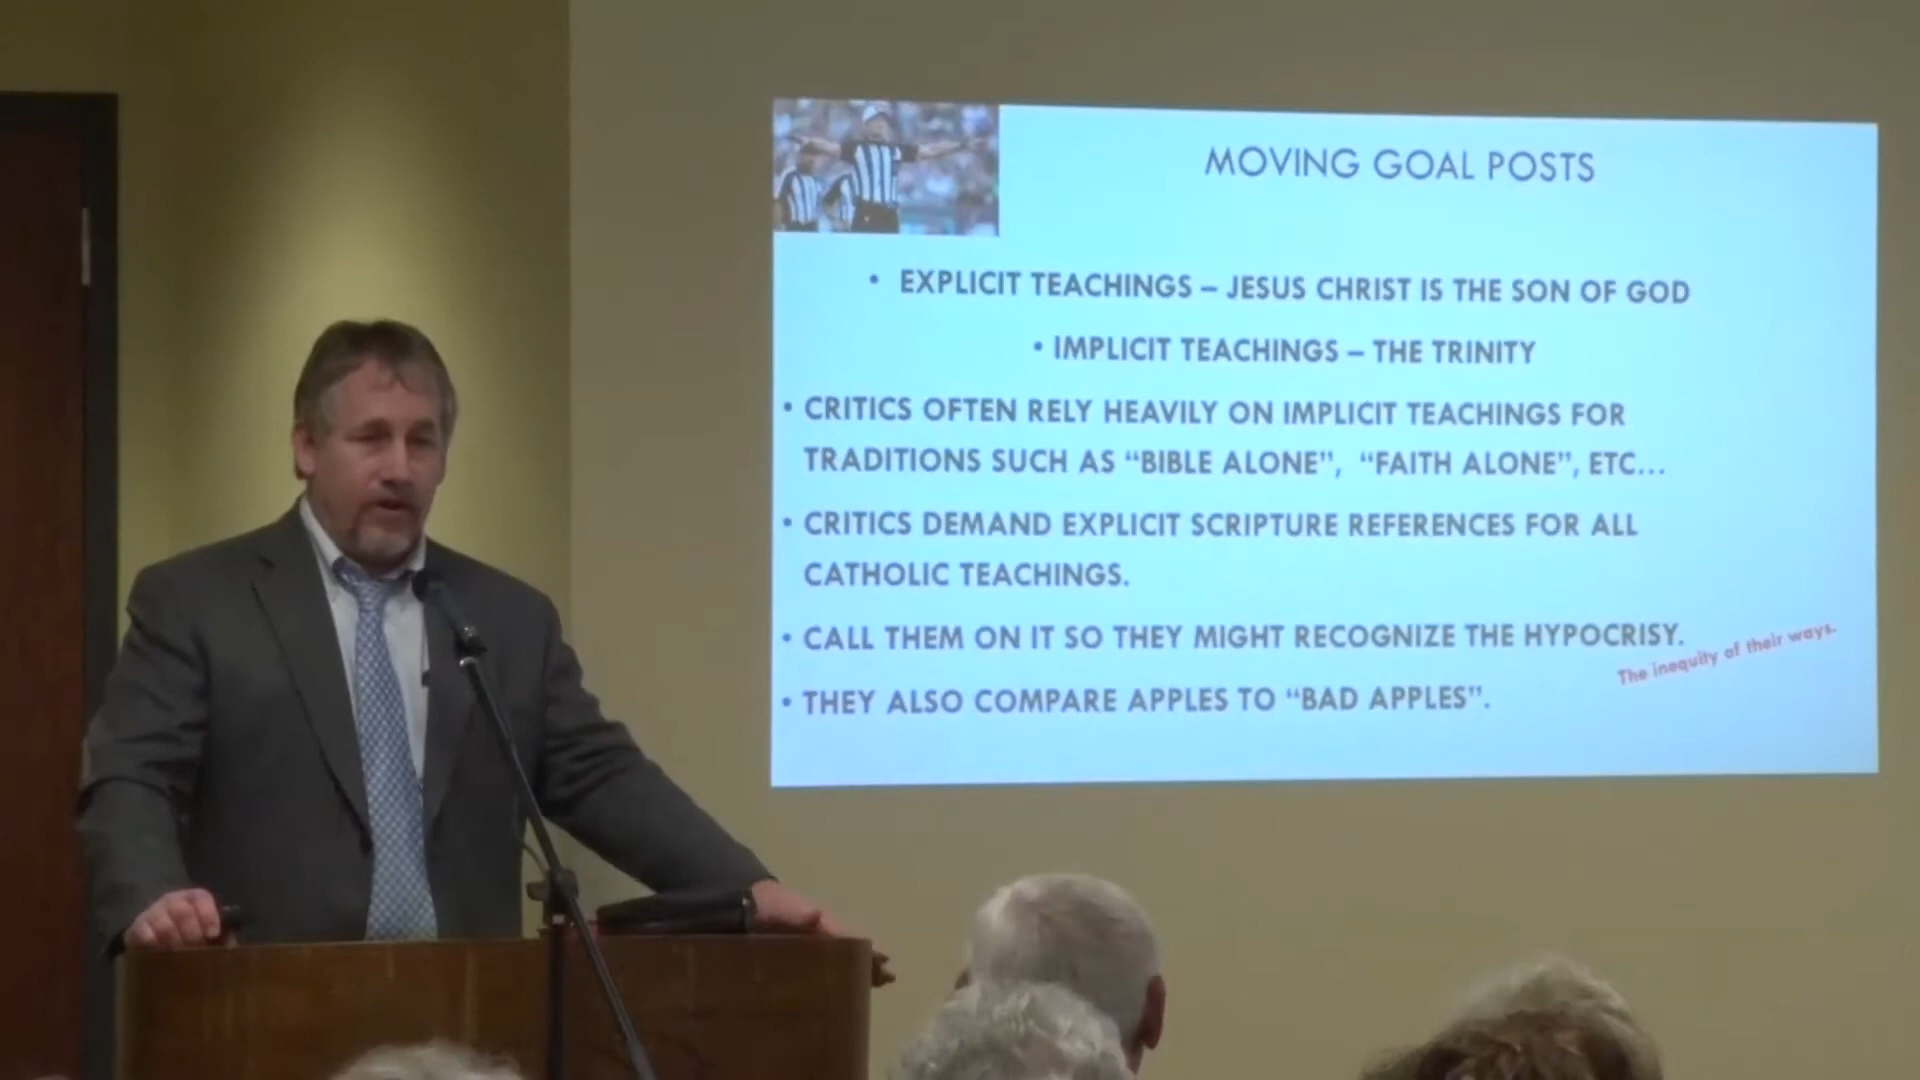 MOVING GOAL POSTS
• EXPLICIT TEACHINGS – JESUS CHRIST IS THE SON OF GOD
• IMPLICIT TEACHINGS – THE TRINITY
• CRITICS OFTEN RELY HEAVILY ON IMPLICIT TEACHINGS FOR
TRADITIONS SUCH AS “BIBLE ALONE”, “FAITH ALONE”, ETC...
• CRITICS DEMAND EXPLICIT SCRIPTURE REFERENCES FOR ALL
CATHOLIC TEACHINGS.
• CALL THEM ON IT SO THEY MIGHT RECOGNIZE THE HYPOCRISY.
The inequity of their ways.
• THEY ALSO COMPARE APPLES TO “BAD APPLES”.